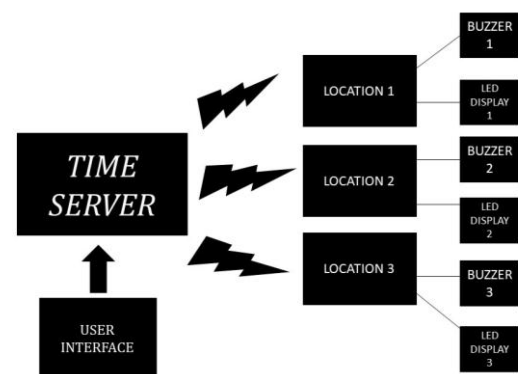 TIME
SERVER
USER
INTERFACE
LOCATION 1
LOCATION 2
LOCATION 3
BUZZER
1
LED
DISPLAY
1
BUZZER
2
LED
DISPLAY
2
BUZZER
3
LED
DISPLAY
3